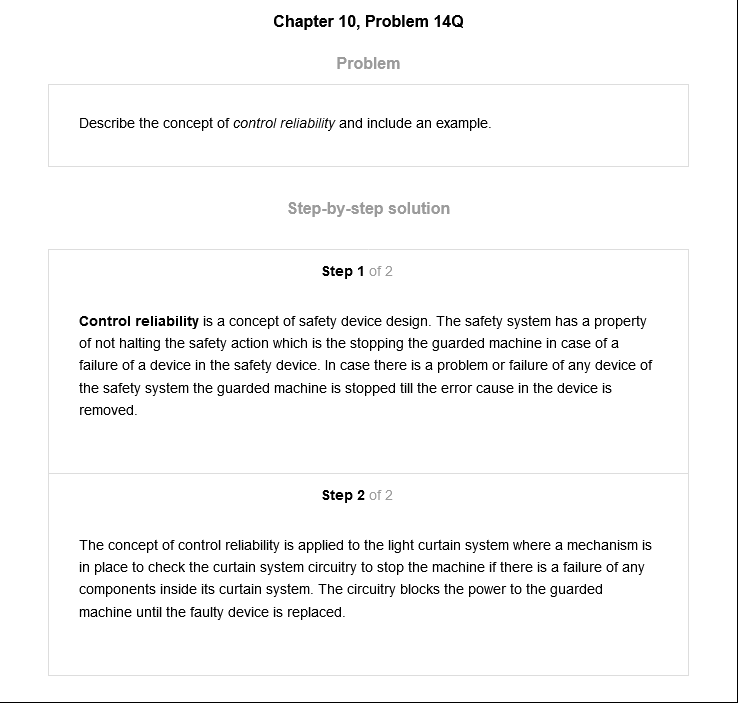 Chapter 10, Problem 14Q
Problem
Describe the concept of control reliability and include an example.
Step-by-step solution
Step 1 of 2
Control reliability is a concept of safety device design. The safety system has a property
of not halting the safety action which is the stopping the guarded machine in case of a
failure of a device in the safety device. In case there is a problem or failure of any device of
the safety system the guarded machine is stopped till the error cause in the device is
removed.
Step 2 of 2
The concept of control reliability is applied to the light curtain system where a mechanism is
in place to check the curtain system circuitry to stop the machine if there is a failure of any
components inside its curtain system. The circuitry blocks the power to the guarded
machine until the faulty device is replaced.